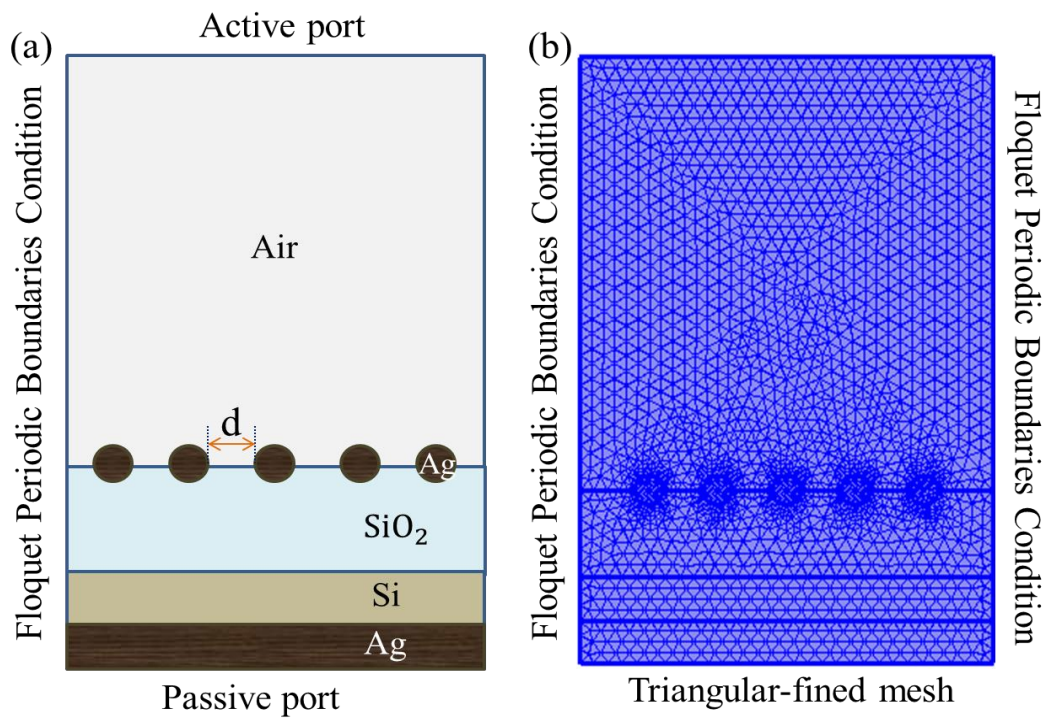 (a)
Active port
Floquet Periodic Boundaries Condition
Air
d
Ag
SiO₂
Si
Ag
Passive port
(b)
Floquet Periodic Boundaries Condition
Floquet Periodic Boundaries Condition
Triangular-fined mesh